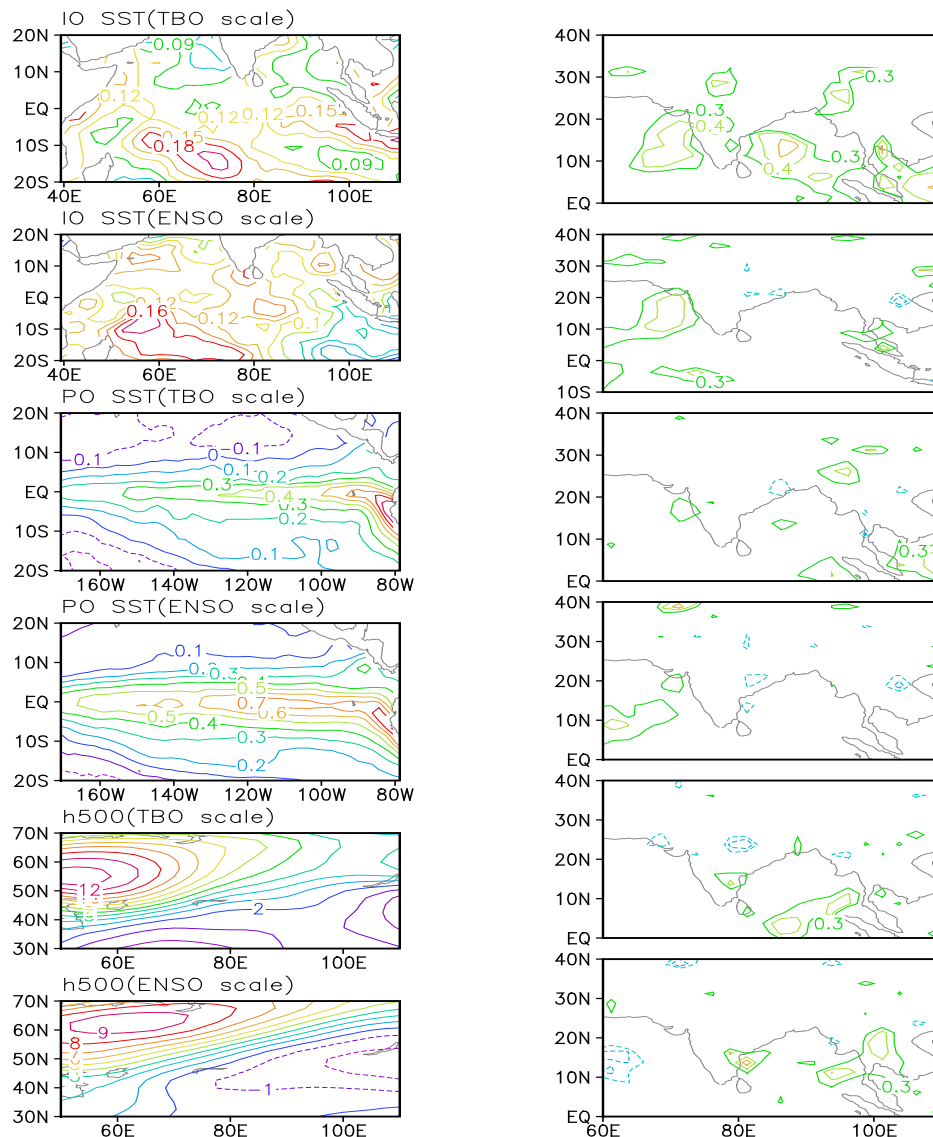 IO SST(TBO scale)
20N
10N
EQ
10S
20S
40E 60E 80E 100E
0.09
0.12
0.12 0.12
0.15
0.15
0.18
0.09
40N
30N
20N
10N
EQ
0.3
0.3
0.4
0.3
0.4
IO SST(ENSO scale)
20N
10N
EQ
10S
20S
40E 60E 80E 100E
0.12
0.16
0.12
0.1
40N
30N
20N
10N
EQ
10S
0.3
PO SST(TBO scale)
20N
10N
EQ
10S
20S
160W 140W 120W 100W 80W
0.1
0
-0.1
0.1
0.2
0.3
0.4
0.3
0.2
0.1
40N
30N
20N
10N
EQ
0.3
PO SST(ENSO scale)
20N
10N
EQ
10S
20S
160W 140W 120W 100W 80W
0.1
0.3
0.5
0.7
0.5
0.6
0.4
0.3
0.2
40N
30N
20N
10N
EQ
h500(TBO scale)
70N
60N
50N
40N
30N
60E 80E 100E
12
2
40N
30N
20N
10N
EQ
0.3
h500(ENSO scale)
70N
60N
50N
40N
30N
60E 80E 100E
9
8
-1
40N
30N
20N
10N
EQ
60E 80E 100E
0.3